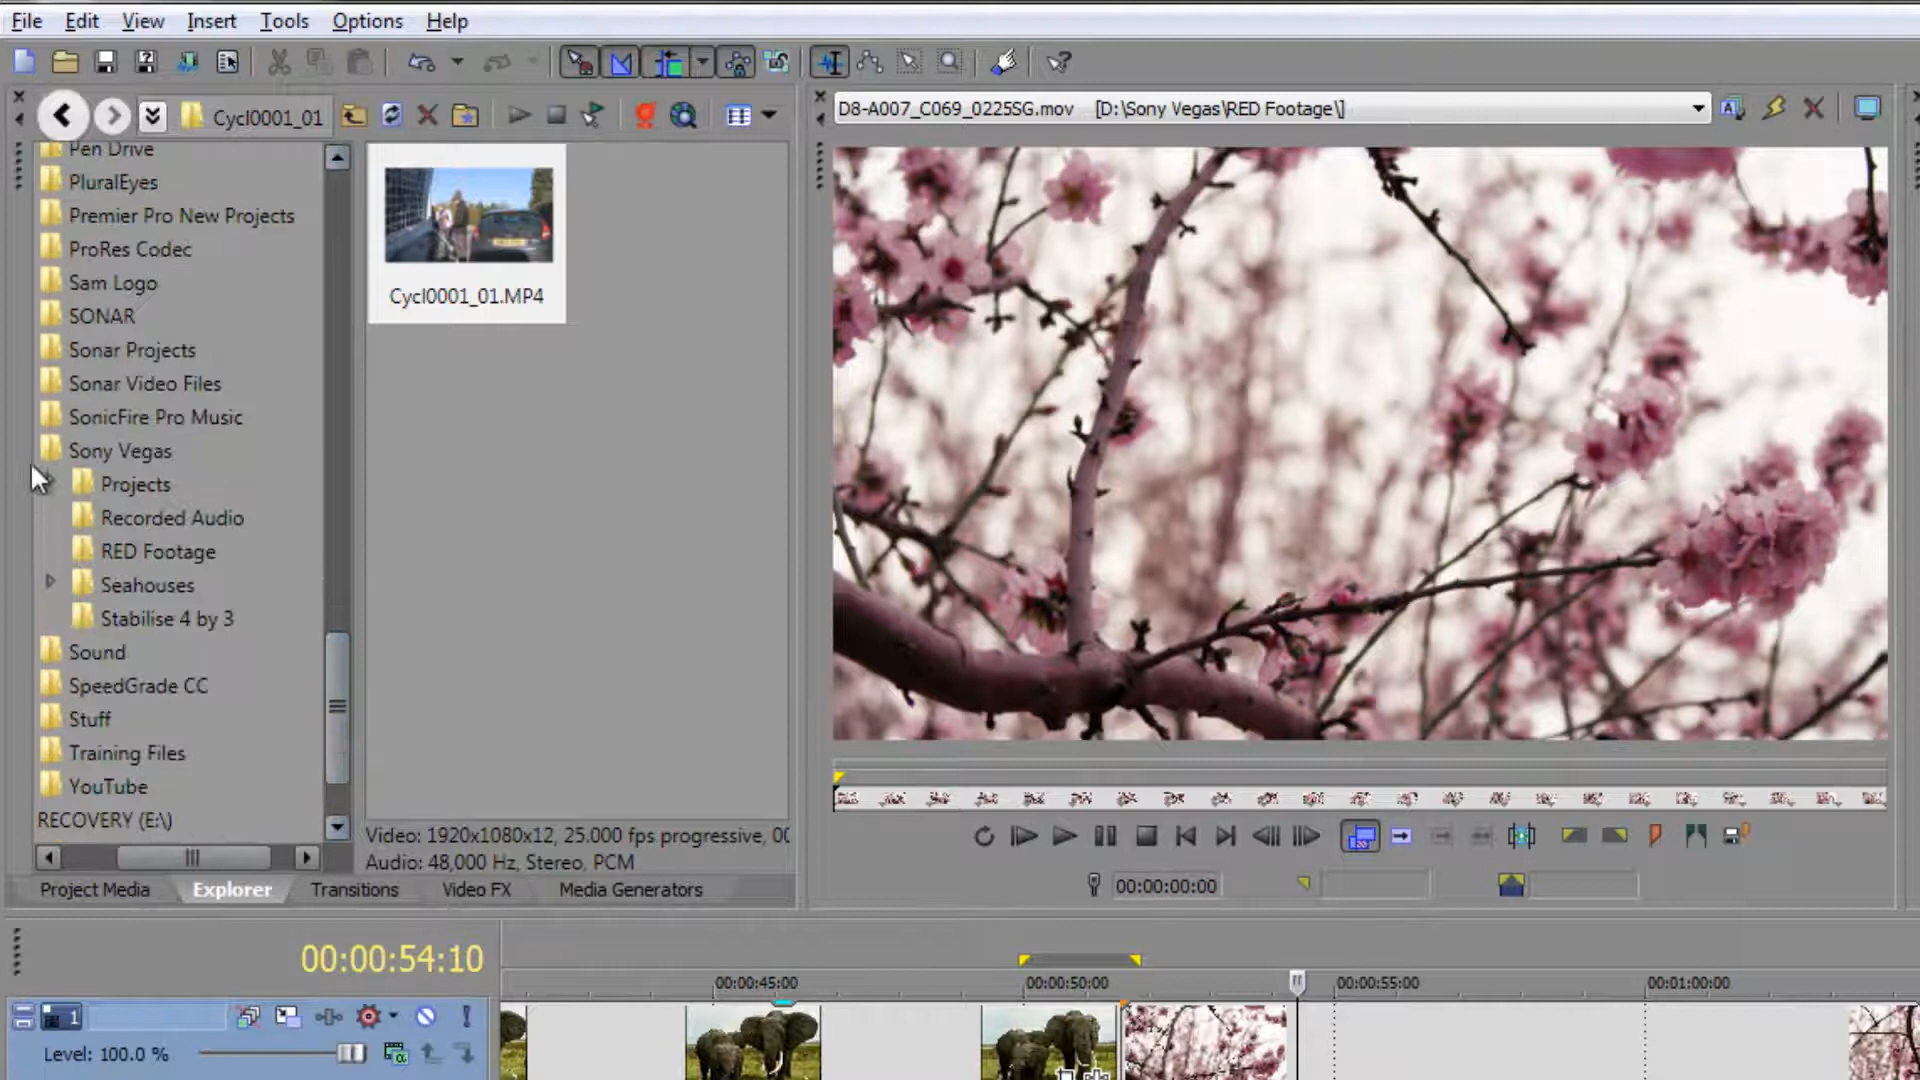 File Edit View Insert Tools Options Help
Cycl0001_01
D8-A007_C069_0225SG.mov [D:\Sony Vegas\RED Footage\]
Pen Drive
PluralEyes
Premier Pro New Projects
ProRes Codec
Sam Logo
SONAR
Sonar Projects
Sonar Video Files
SonicFire Pro Music
Sony Vegas
Projects
Recorded Audio
RED Footage
Seahouses
Stabilise 4 by 3
Sound
SpeedGrade CC
Stuff
Training Files
YouTube
RECOVERY (E:\)
Cycl0001_01.MP4
Video: 1920x1080x12, 25.000 fps progressive, 00
Audio: 48,000 Hz, Stereo, PCM
Project Media Explorer Transitions Video FX Media Generators
00:00:00:00
00:00:54:10
00:00:45:00 00:00:50:00 00:00:55:00 00:01:00:00
1
Level: 100.0 %